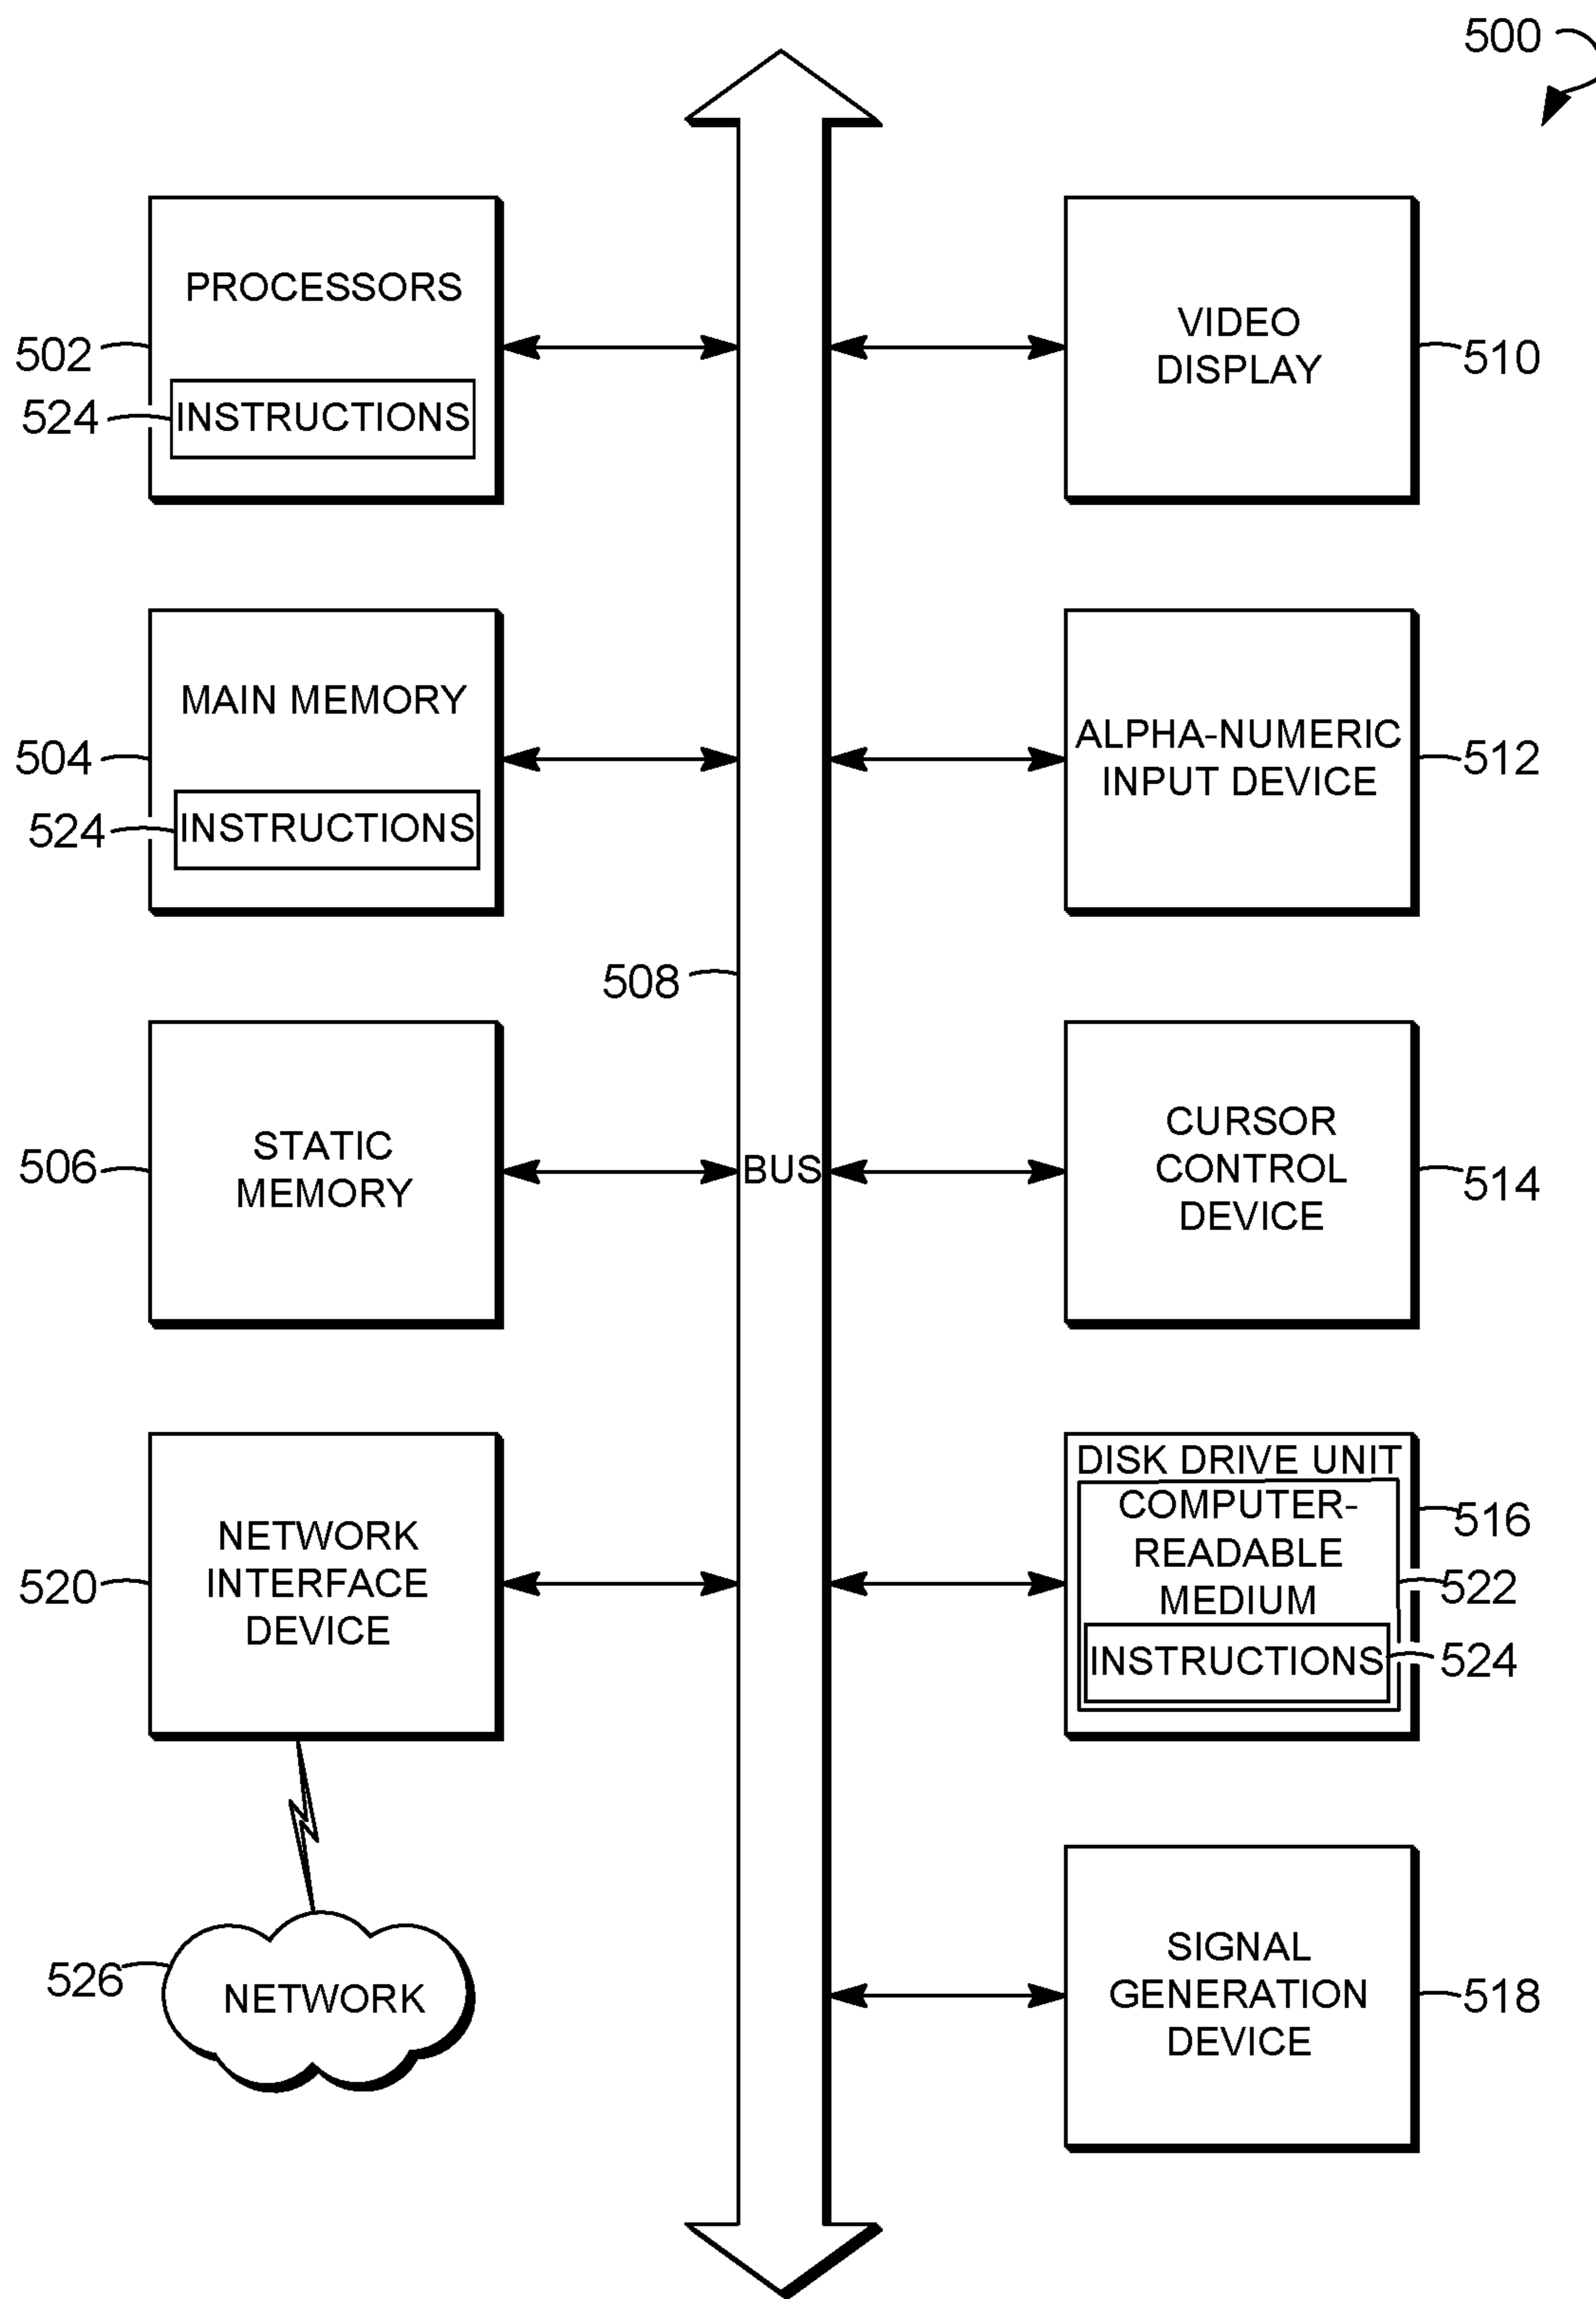 500
PROCESSORS
502
524
INSTRUCTIONS
VIDEO
DISPLAY
510
MAIN MEMORY
504
524
INSTRUCTIONS
ALPHA-NUMERIC
INPUT DEVICE
512
508
STATIC
MEMORY
506
BUS
CURSOR
CONTROL
DEVICE
514
NETWORK
INTERFACE
DEVICE
520
DISK DRIVE UNIT
COMPUTER-
READABLE
MEDIUM
516
522
INSTRUCTIONS
524
526
NETWORK
SIGNAL
GENERATION
DEVICE
518